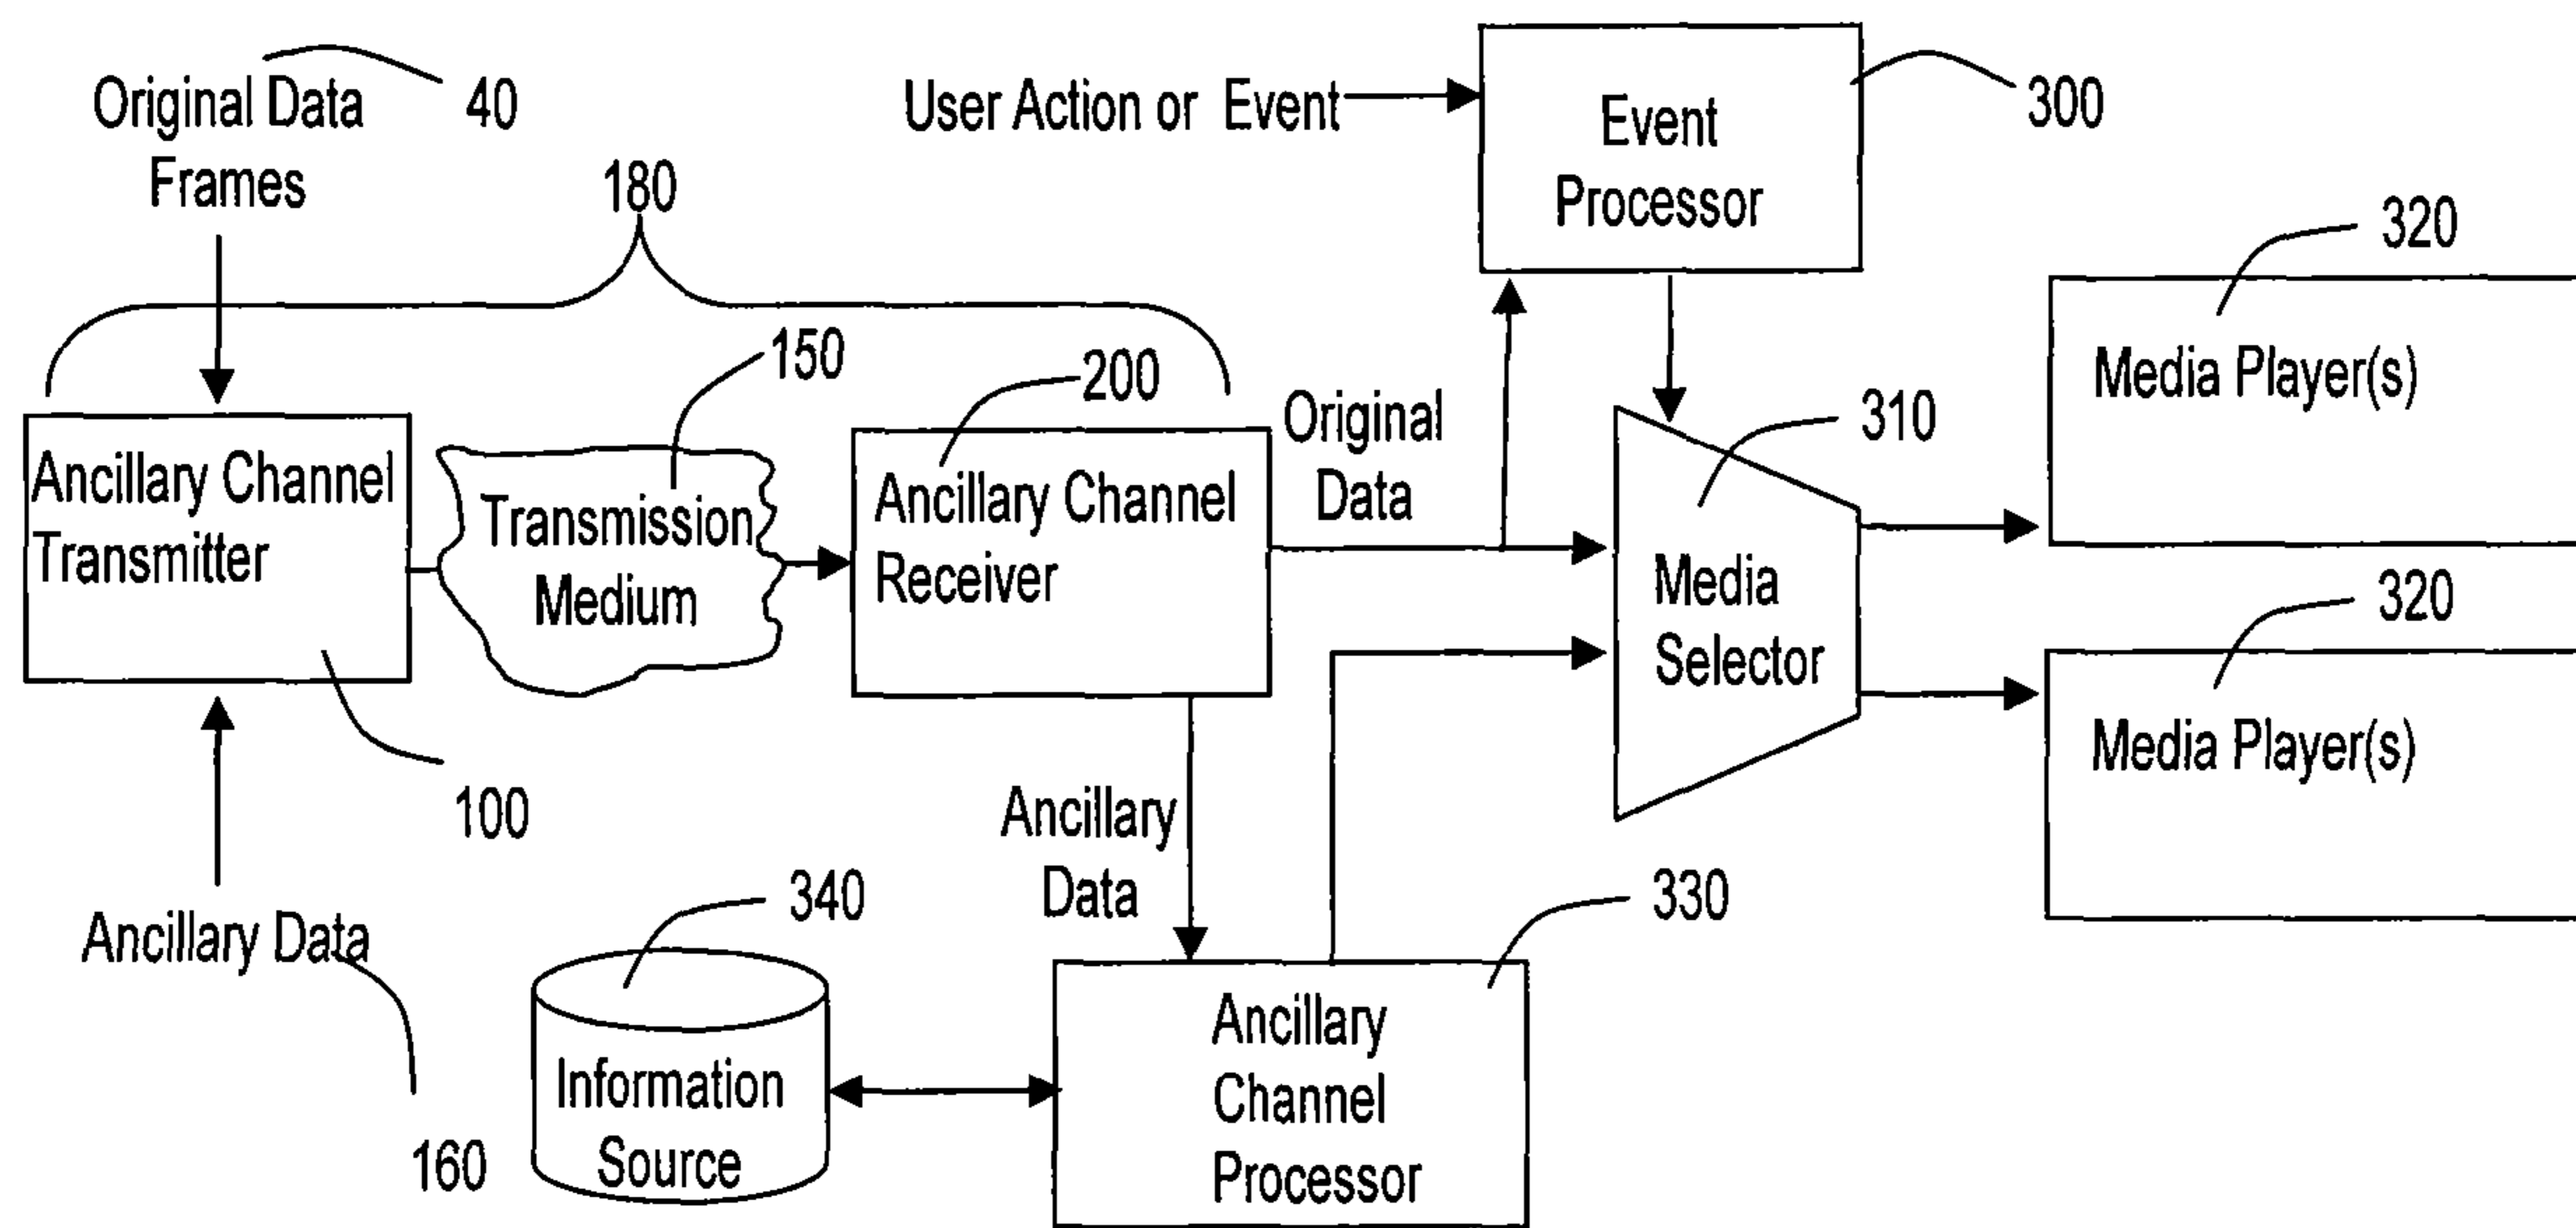 Original Data
Frames
40
User Action or Event
Event
Processor
300
180
320
Media Player(s)
150
200
Original
Data
310
Ancillary Channel
Transmitter
Transmission
Medium
Ancillary Channel
Receiver
Media
Selector
320
Media Player(s)
100
Ancillary
Data
Ancillary Data
160
340
Information
Source
330
Ancillary
Channel
Processor